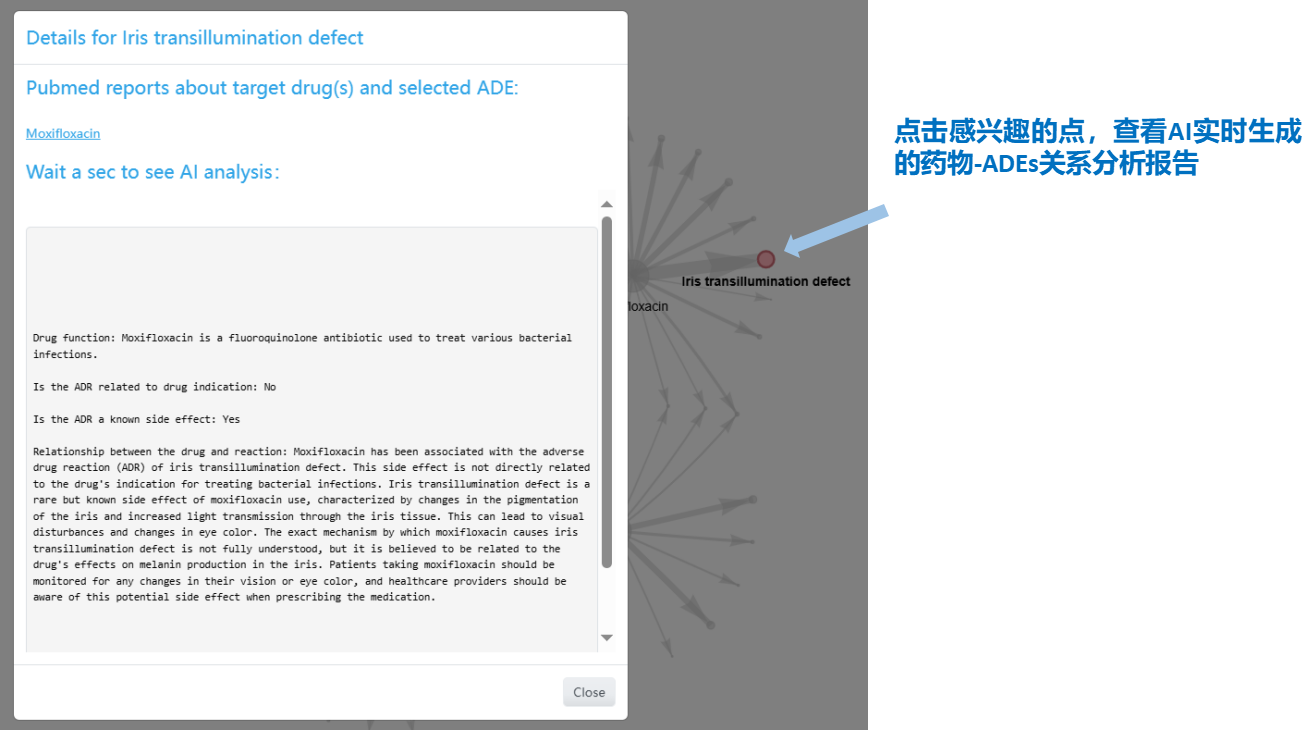 Details for Iris transillumination defect
Pubmed reports about target drug(s) and selected ADE:
Moxifloxacin
Wait a sec to see AI analysis:
Drug function: Moxifloxacin is a fluoroquinolone antibiotic used to treat various bacterial
infections.
Is the ADR related to drug indication: No
Is the ADR a known side effect: Yes
Relationship between the drug and reaction: Moxifloxacin has been associated with the adverse
drug reaction (ADR) of iris transillumination defect. This side effect is not directly related
to the drug's indication for treating bacterial infections. Iris transillumination defect is a
rare but known side effect of moxifloxacin use, characterized by changes in the pigmentation
of the iris and increased light transmission through the iris tissue. This can lead to visual
disturbances and changes in eye color. The exact mechanism by which moxifloxacin causes iris
transillumination defect is not fully understood, but it is believed to be related to the
drug's effects on melanin production in the iris. Patients taking moxifloxacin should be
monitored for any changes in their vision or eye color, and healthcare providers should be
aware of this potential side effect when prescribing the medication.
Close
Iris transillumination defect
loxacin
点击感兴趣的点，查看AI实时生成
的药物-ADEs关系分析报告